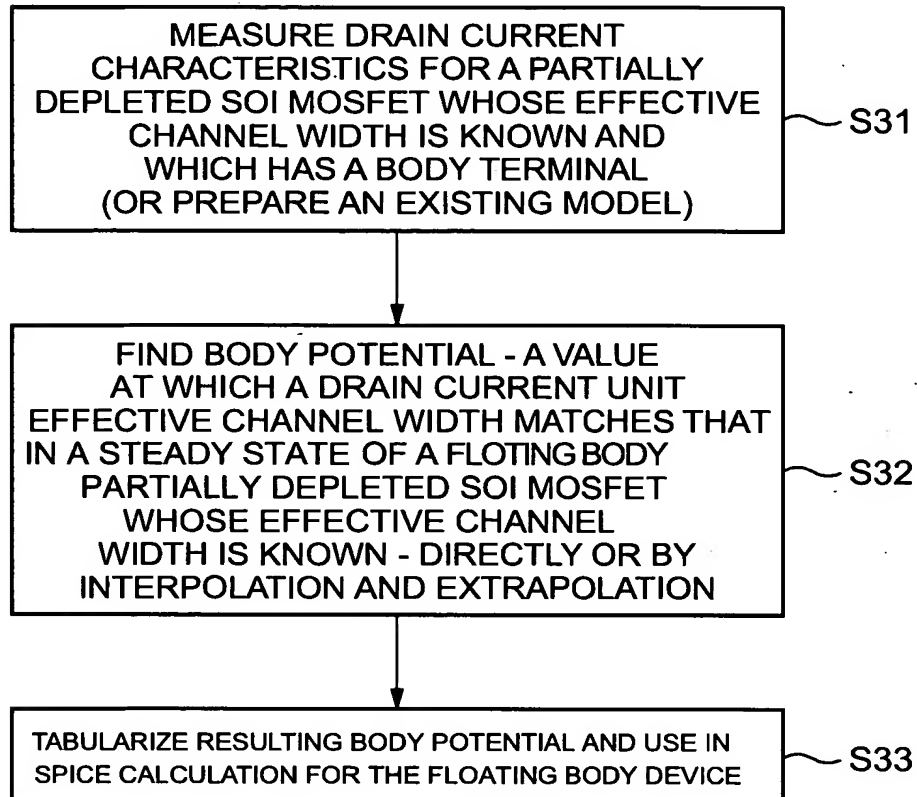 MEASURE DRAIN CURRENT
CHARACTERISTICS FOR A PARTIALLY
DEPLETED SOI MOSFET WHOSE EFFECTIVE
CHANNEL WIDTH IS KNOWN AND
WHICH HAS A BODY TERMINAL
(OR PREPARE AN EXISTING MODEL)
S31
FIND BODY POTENTIAL - A VALUE
AT WHICH A DRAIN CURRENT UNIT
EFFECTIVE CHANNEL WIDTH MATCHES THAT
IN A STEADY STATE OF A FLOTING BODY
PARTIALLY DEPLETED SOI MOSFET
WHOSE EFFECTIVE CHANNEL
WIDTH IS KNOWN - DIRECTLY OR BY
INTERPOLATION AND EXTRAPOLATION
S32
TABULARIZE RESULTING BODY POTENTIAL AND USE IN
SPICE CALCULATION FOR THE FLOATING BODY DEVICE
S33